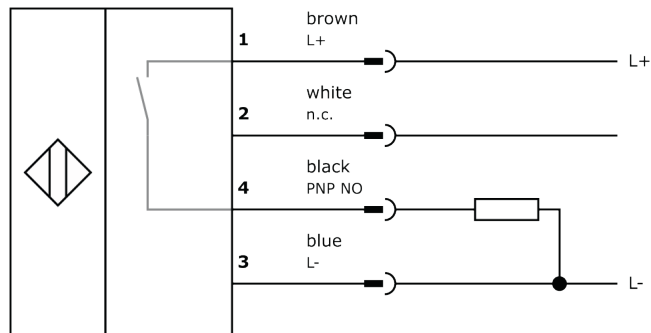 brown
1 L+ L+
white
2 n.c.
black
4 PNP NO
blue
3 L- L-